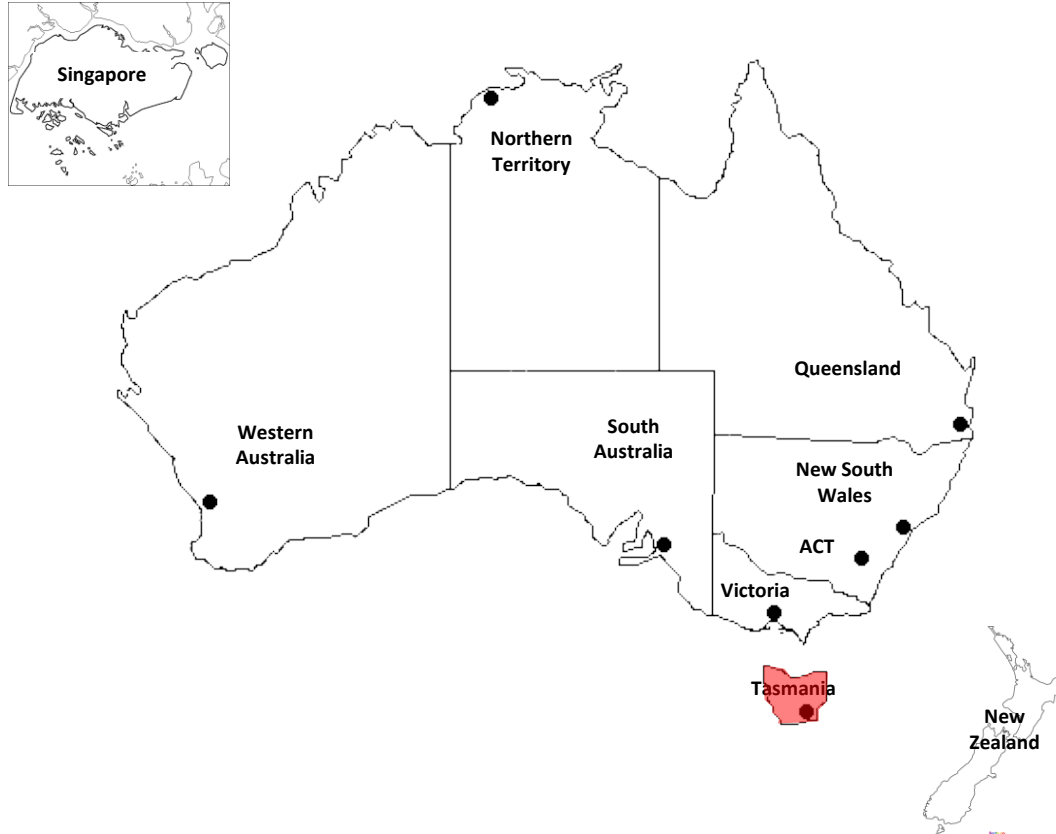 Singapore
Northern
Territory
Queensland
Western
Australia
South
Australia
New South
Wales
ACT
Victoria
Tasmania
New
Zealand